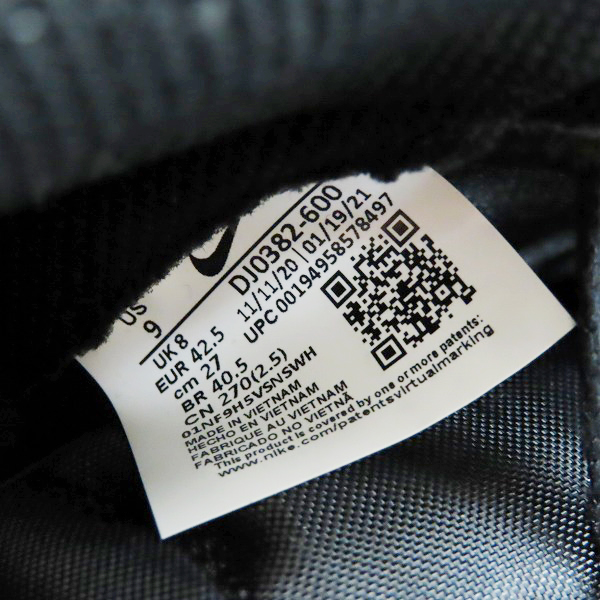 US
9
UK 8
EUR 42.5
cm 27
BR 40.5
CN 270(2.5)
DJ0382-600
11/11/20 | 01/19/21
UPC 00194958578497
01NF9H5VSNSWH
MADE IN VIETNAM
HECHO EN VIETNAM
FABRIQUE AU VIETNAM
FABRICADO NO VIETNÃ
This product is covered by one or more patents:
www.nike.com/patentsvirtualmarking